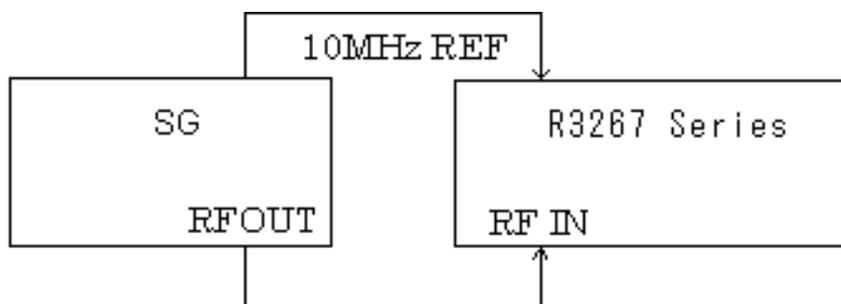 10MHz REF
SG
R3267 Series
RFOUT
RF IN